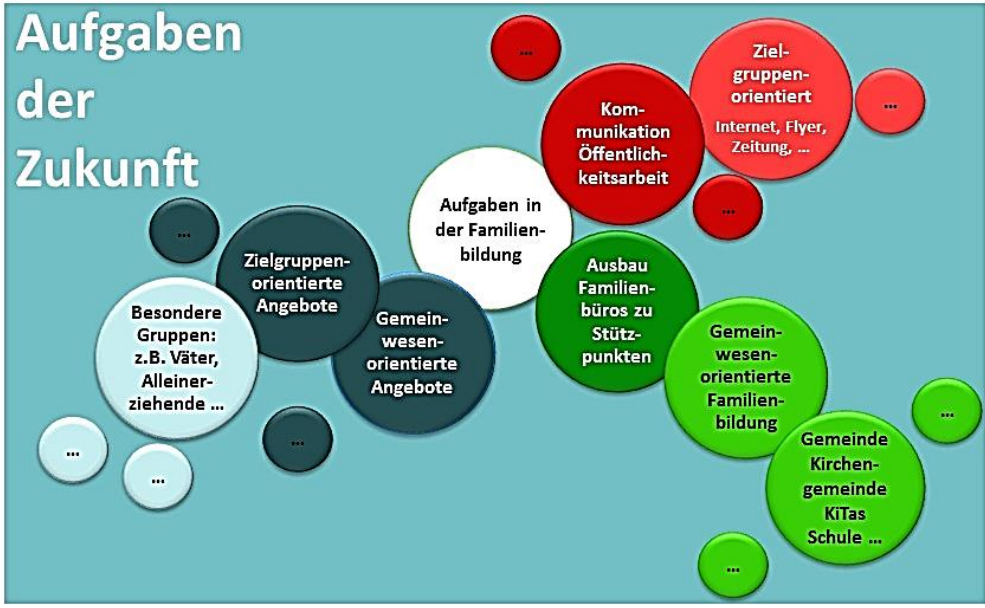 Aufgaben
der
Zukunft
...
Ziel-
gruppen-
orientiert
Internet, Flyer,
Zeitung, ...
...
Kom-
munikation
Öffentlich-
keitsarbeit
...
Aufgaben in
der Familien-
bildung
...
Zielgruppen-
orientierte
Angebote
Besondere
Gruppen:
z.B. Väter,
Alleiner-
ziehende ...
Gemein-
wesen-
orientierte
Angebote
...
...
...
Ausbau
Familien-
büros zu
Stütz-
punkten
Gemein-
wesen-
orientierte
Familien-
bildung
...
Gemeinde
Kirchen-
gemeinde
KiTas
Schule ...
...